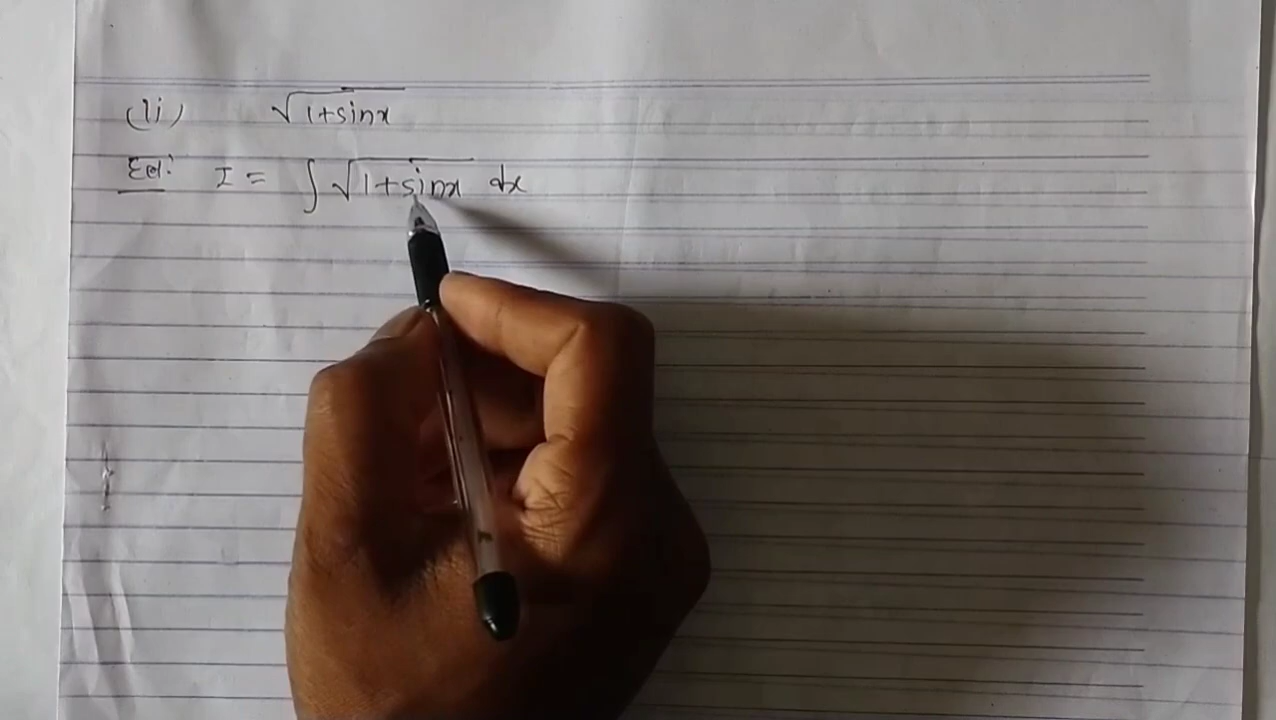 (ii) √1+sinx
Sol: I = ∫ √1+sinx dx